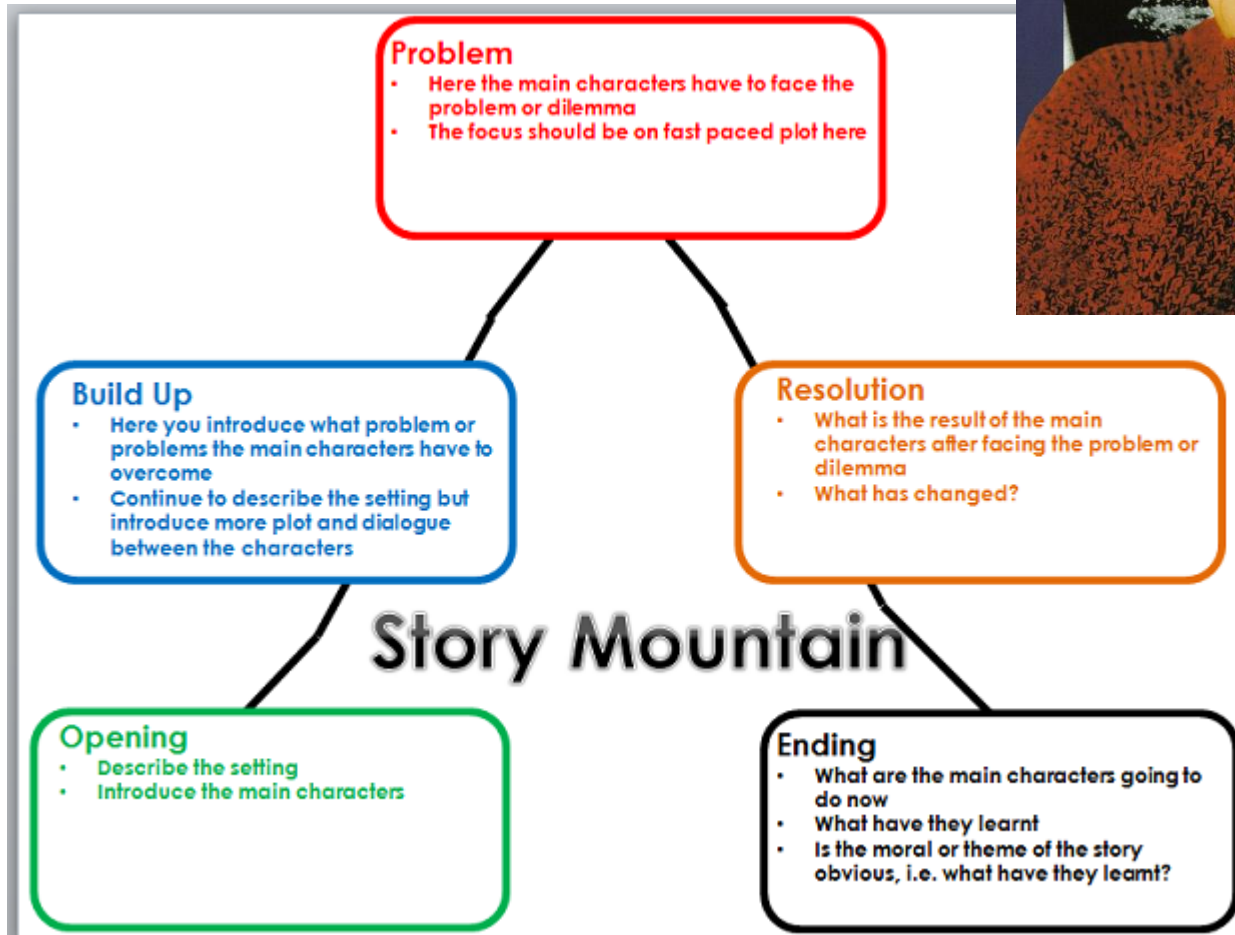 Problem
• Here the main characters have to face the
problem or dilemma
• The focus should be on fast paced plot here
Build Up
• Here you introduce what problem or
problems the main characters have to
overcome
• Continue to describe the setting but
introduce more plot and dialogue
between the characters
Resolution
• What is the result of the main
characters after facing the problem or
dilemma
• What has changed?
Story Mountain
Opening
• Describe the setting
• Introduce the main characters
Ending
• What are the main characters going to
do now
• What have they learnt
• Is the moral or theme of the story
obvious, i.e. what have they learnt?